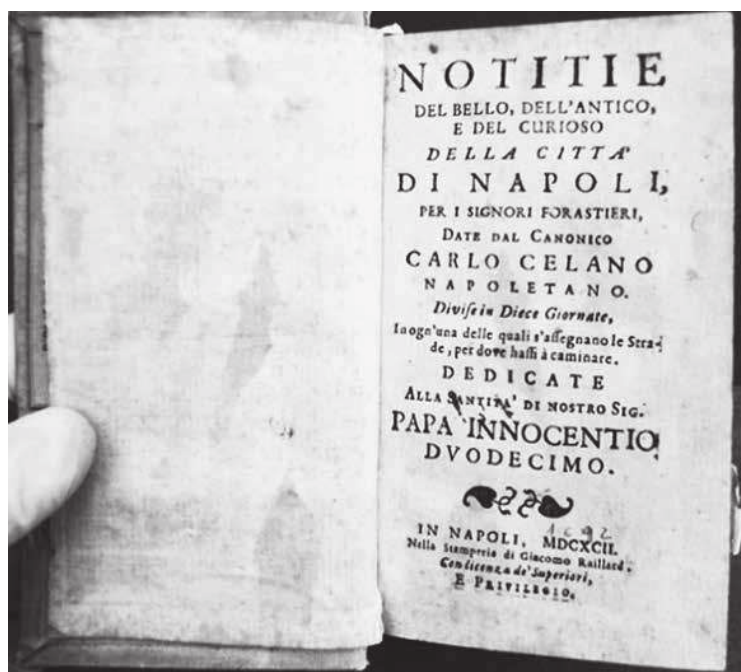 NOTITIE
DEL BELLO, DELL'ANTICO,
E DEL CURIOSO
DELLA CITTA'
DI NAPOLI,
PER I SIGNORI FORASTIERI,
DATE DAL CANONICO
CARLO CELANO
NAPOLETANO.
Diviſe in Diece Giornate,
In ogn'una delle quali s'aſſegnano le Stra-
de, per dove haſſi à caminare.
DEDICATE
ALLA SANTITA' DI NOSTRO SIG.
PAPA INNOCENTIO
DVODECIMO.
1692
IN NAPOLI, MDCXCII.
Nella Stamperia di Giacomo Raillard.
Con licenza de' Superiori,
E PRIVILEGIO.